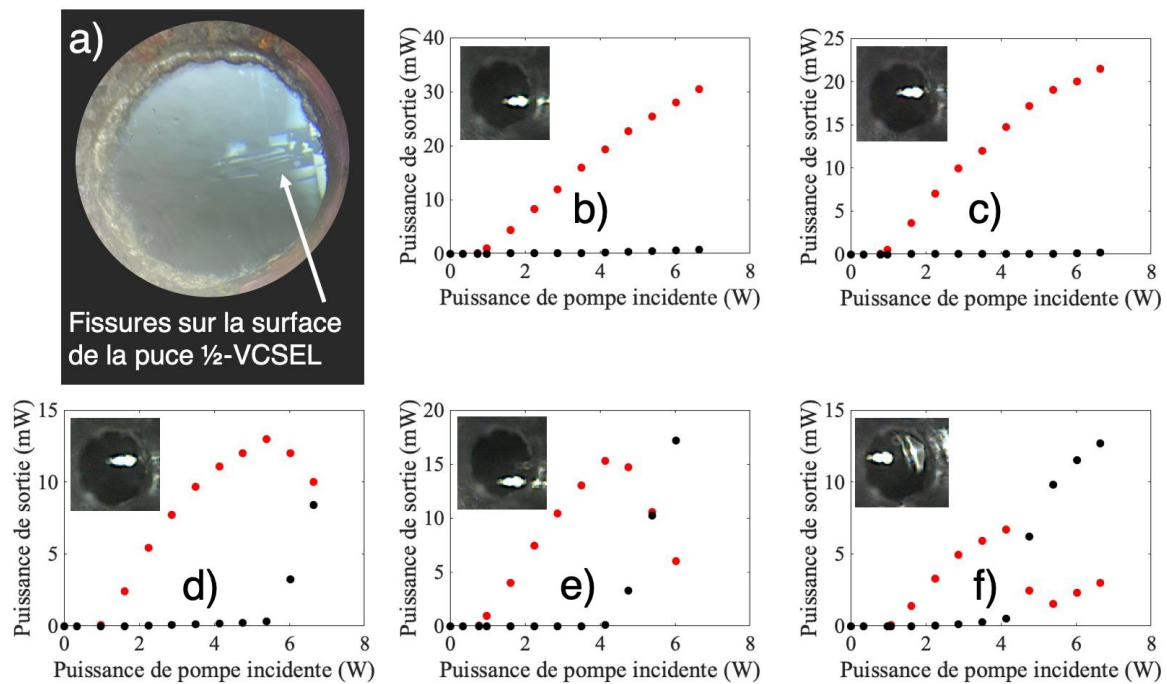 a)
Fissures sur la surface
de la puce ½-VCSEL
Puissance de sortie (mW)
40
30
20
10
0
b)
0 2 4 6 8
Puissance de pompe incidente (W)
Puissance de sortie (mW)
25
20
15
10
5
0
c)
0 2 4 6 8
Puissance de pompe incidente (W)
Puissance de sortie (mW)
15
10
5
0
d)
0 2 4 6 8
Puissance de pompe incidente (W)
Puissance de sortie (mW)
20
15
10
5
0
e)
0 2 4 6 8
Puissance de pompe incidente (W)
Puissance de sortie (mW)
15
10
5
0
f)
0 2 4 6 8
Puissance de pompe incidente (W)